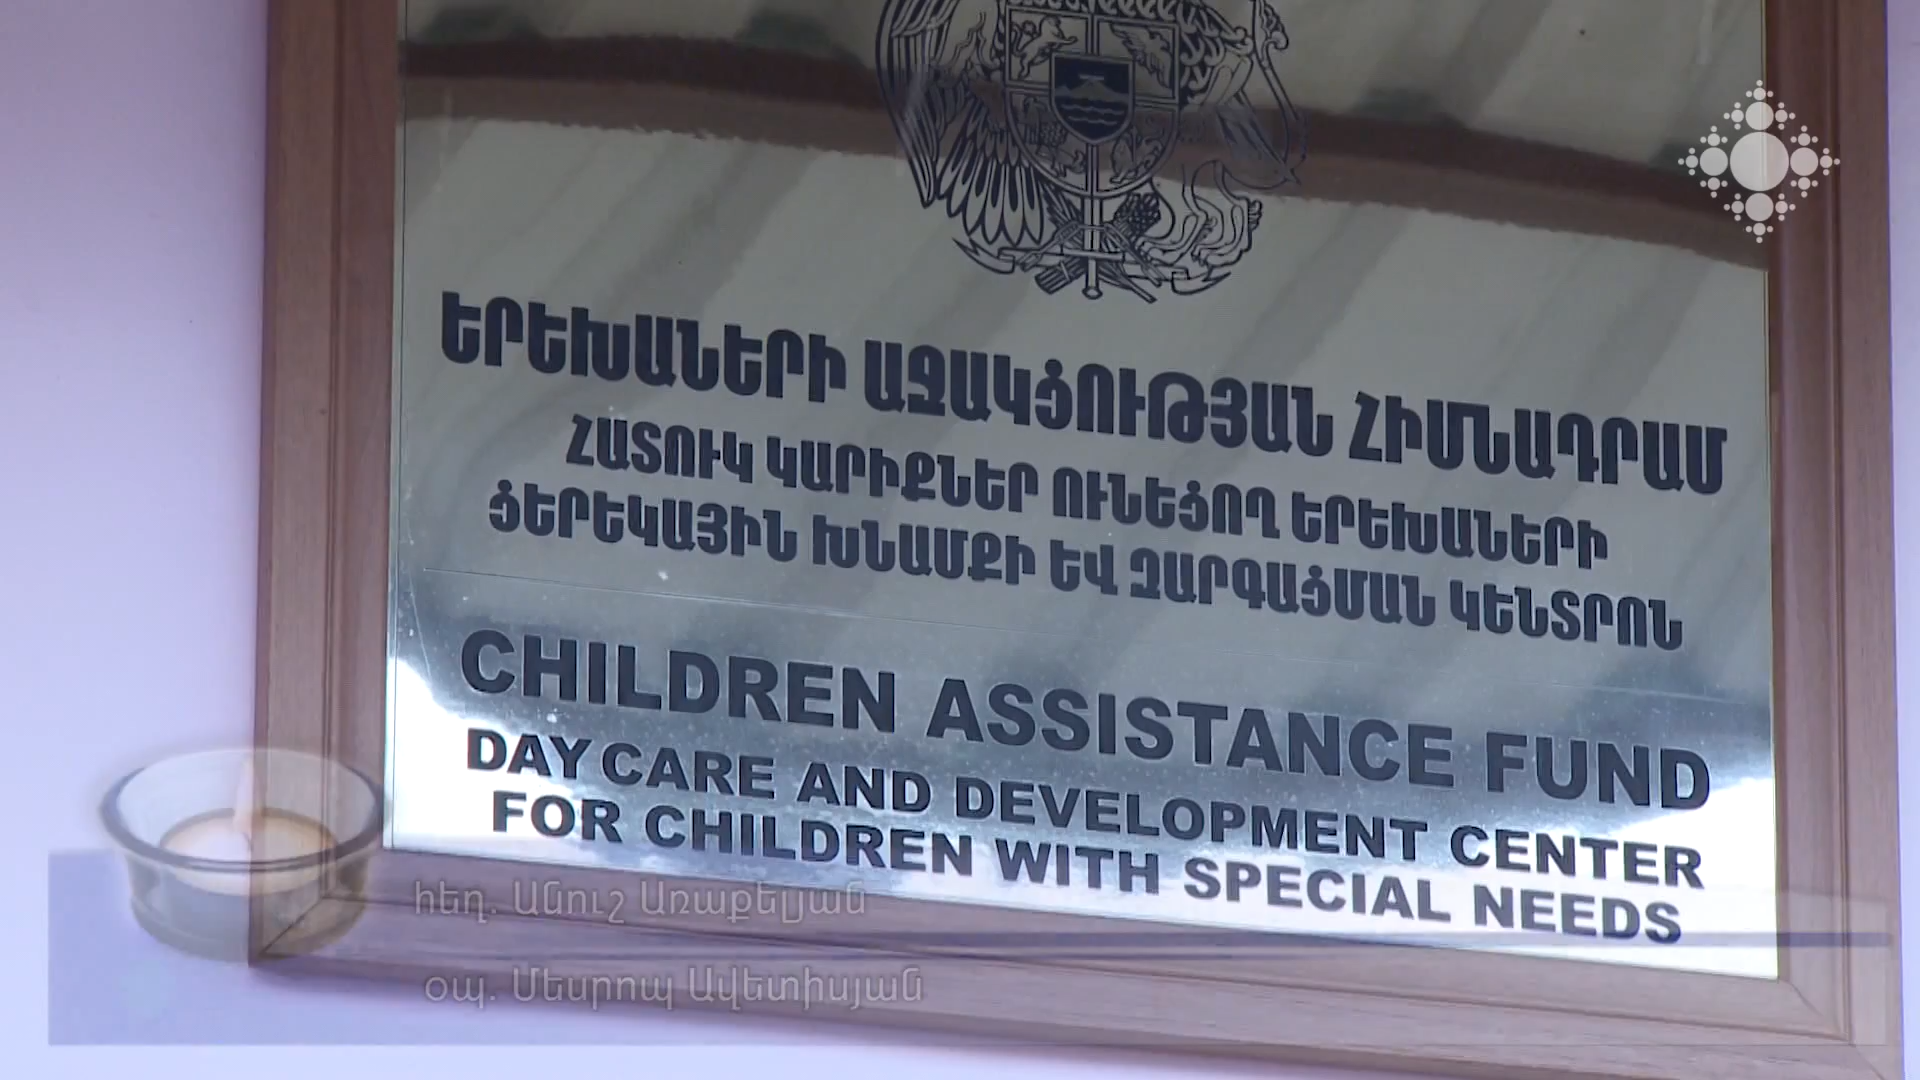 ԵՐԵԽԱՆԵՐԻ ԱՋԱԿՑՈՒԹՅԱՆ ՀԻՄՆԱԴՐԱՄ
ՀԱՏՈՒԿ ԿԱՐԻՔՆԵՐ ՈՒՆԵՑՈՂ ԵՐԵԽԱՆԵՐԻ
ՑԵՐԵԿԱՅԻՆ ԽՆԱՄՔԻ ԵՎ ԶԱՐԳԱՑՄԱՆ ԿԵՆՏՐՈՆ
CHILDREN ASSISTANCE FUND
DAY CARE AND DEVELOPMENT CENTER
FOR CHILDREN WITH SPECIAL NEEDS
հեղ. Անուշ Առաքելյան
օպ. Մեսրոպ Ավետիսյան